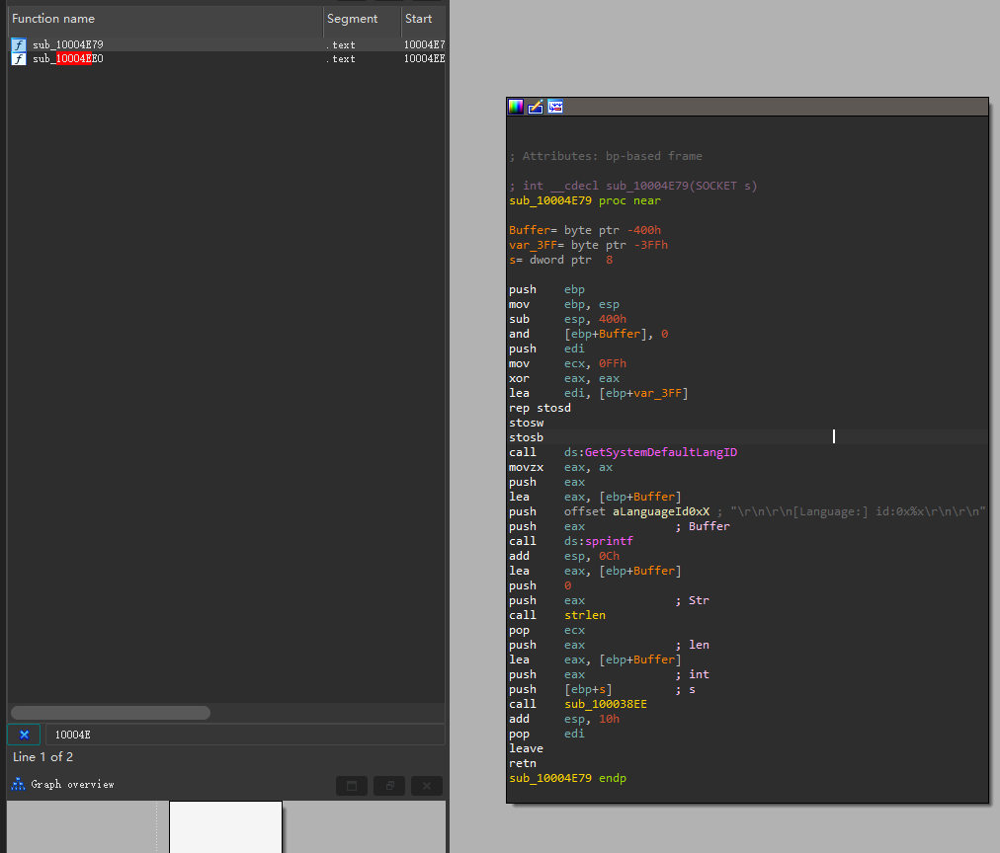 Function name Segment Start
f sub_10004E79 .text 10004E7
f sub_10004EE0 .text 10004EE
10004E
Line 1 of 2
Graph overview
; Attributes: bp-based frame
; int __cdecl sub_10004E79(SOCKET s)
sub_10004E79 proc near
Buffer= byte ptr -400h
var_3FF= byte ptr -3FFh
s= dword ptr 8
push ebp
mov ebp, esp
sub esp, 400h
and [ebp+Buffer], 0
push edi
mov ecx, 0FFh
xor eax, eax
lea edi, [ebp+var_3FF]
rep stosd
stosw
stosb
call ds:GetSystemDefaultLangID
movzx eax, ax
push eax
lea eax, [ebp+Buffer]
push offset aLanguageId0xX ; "\r\n\r\n[Language:] id:0x%x\r\n\r\n"
push eax ; Buffer
call ds:sprintf
add esp, 0Ch
lea eax, [ebp+Buffer]
push 0
push eax ; Str
call strlen
pop ecx
push eax ; len
lea eax, [ebp+Buffer]
push eax ; int
push [ebp+s] ; s
call sub_100038EE
add esp, 10h
pop edi
leave
retn
sub_10004E79 endp